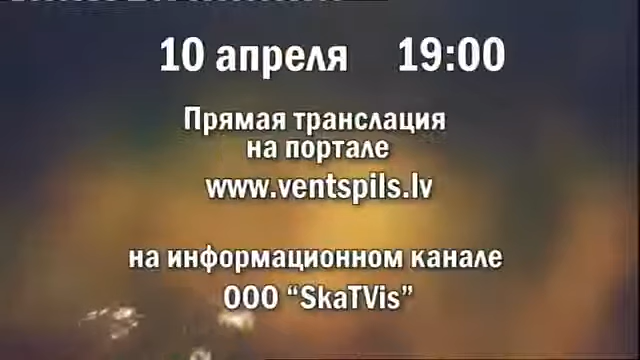 10 апреля 19:00
Прямая трансляция
на портале
www.ventspils.lv
на информационном канале
ООО “SkaTVis”